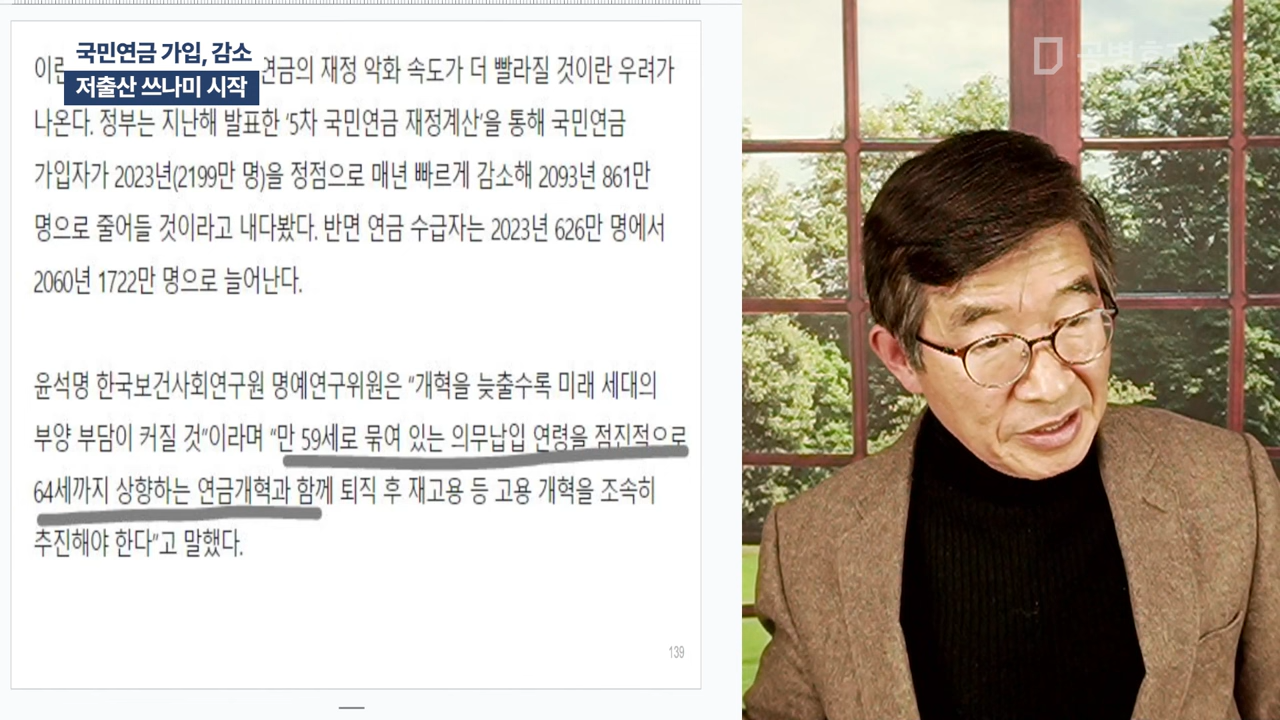 국민연금 가입, 감소
저출산 쓰나미 시작
이런 연금의 재정 악화 속도가 더 빨라질 것이란 우려가
나온다. 정부는 지난해 발표한 '5차 국민연금 재정계산'을 통해 국민연금
가입자가 2023년(2199만 명)을 정점으로 매년 빠르게 감소해 2093년 861만
명으로 줄어들 것이라고 내다봤다. 반면 연금 수급자는 2023년 626만 명에서
2060년 1722만 명으로 늘어난다.
윤석명 한국보건사회연구원 명예연구위원은 “개혁을 늦출수록 미래 세대의
부양 부담이 커질 것”이라며 “만 59세로 묶여 있는 의무납입 연령을 점진적으로
64세까지 상향하는 연금개혁과 함께 퇴직 후 재고용 등 고용 개혁을 조속히
추진해야 한다”고 말했다.
139